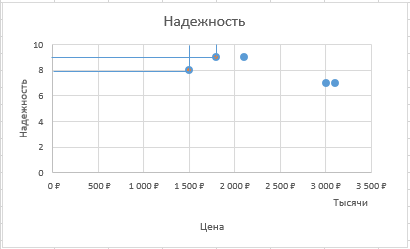 Надежность
Надежность
10
8
6
4
2
0
0 ₽ 500 ₽ 1 000 ₽ 1 500 ₽ 2 000 ₽ 2 500 ₽ 3 000 ₽ 3 500 ₽
Тысячи
Цена